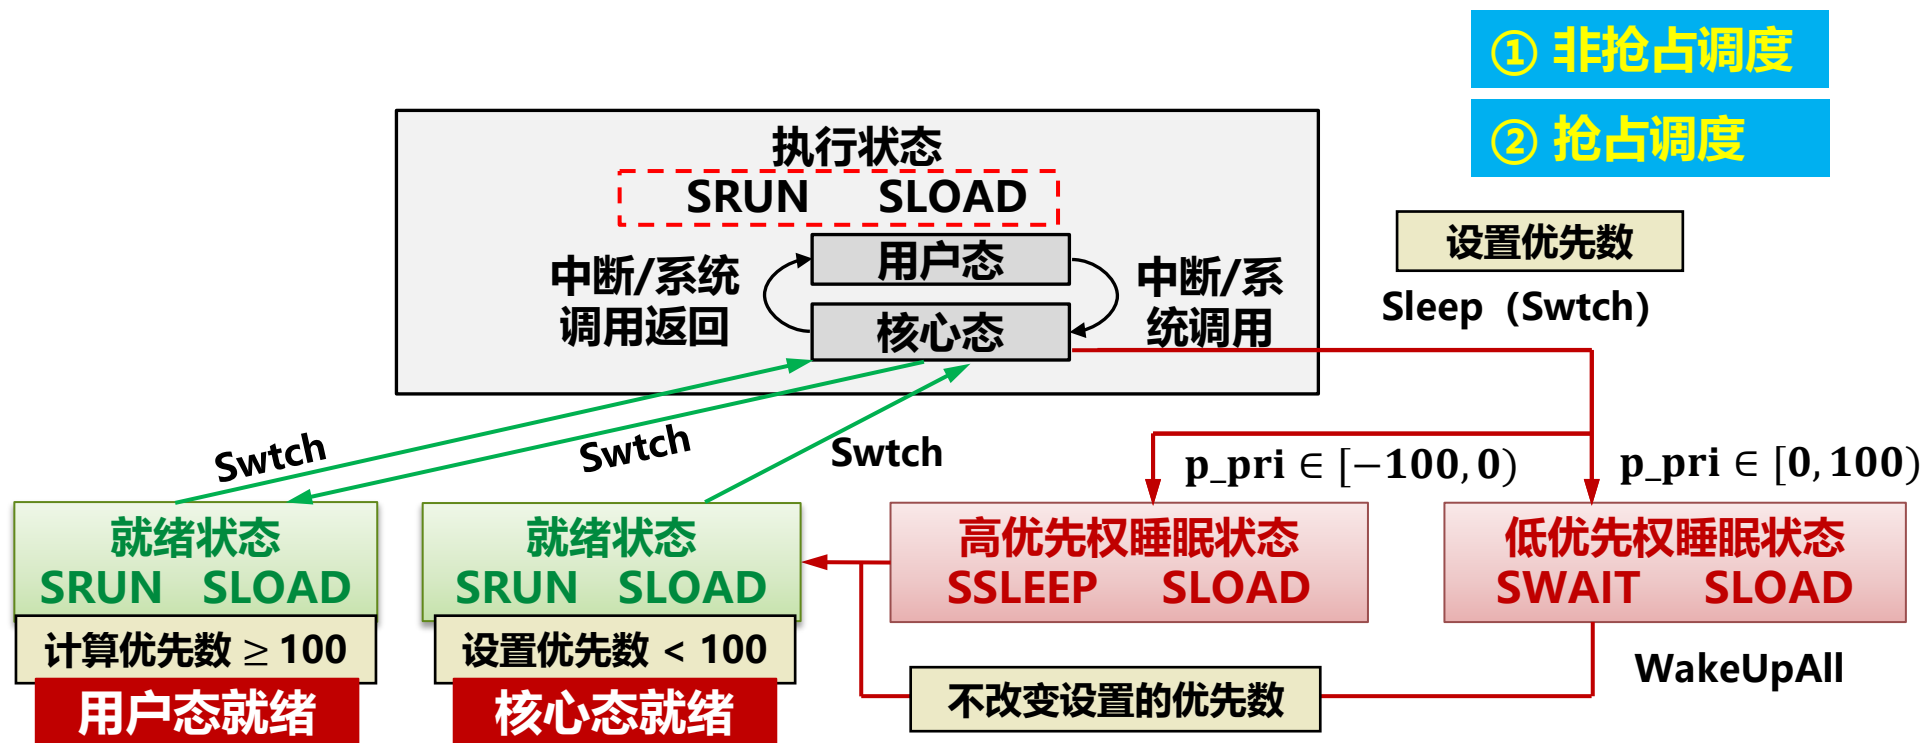 ① 非抢占调度
② 抢占调度
执行状态
SRUN SLOAD
设置优先数
用户态
中断/系统
调用返回
中断/系
统调用
核心态
Sleep (Swtch)
Swtch
Swtch
Swtch
p_pri ∈ [−100, 0)
p_pri ∈ [0, 100)
就绪状态
SRUN SLOAD
计算优先数 ≥ 100
用户态就绪
就绪状态
SRUN SLOAD
设置优先数 < 100
核心态就绪
高优先权睡眠状态
SSLEEP SLOAD
低优先权睡眠状态
SWAIT SLOAD
WakeUpAll
不改变设置的优先数